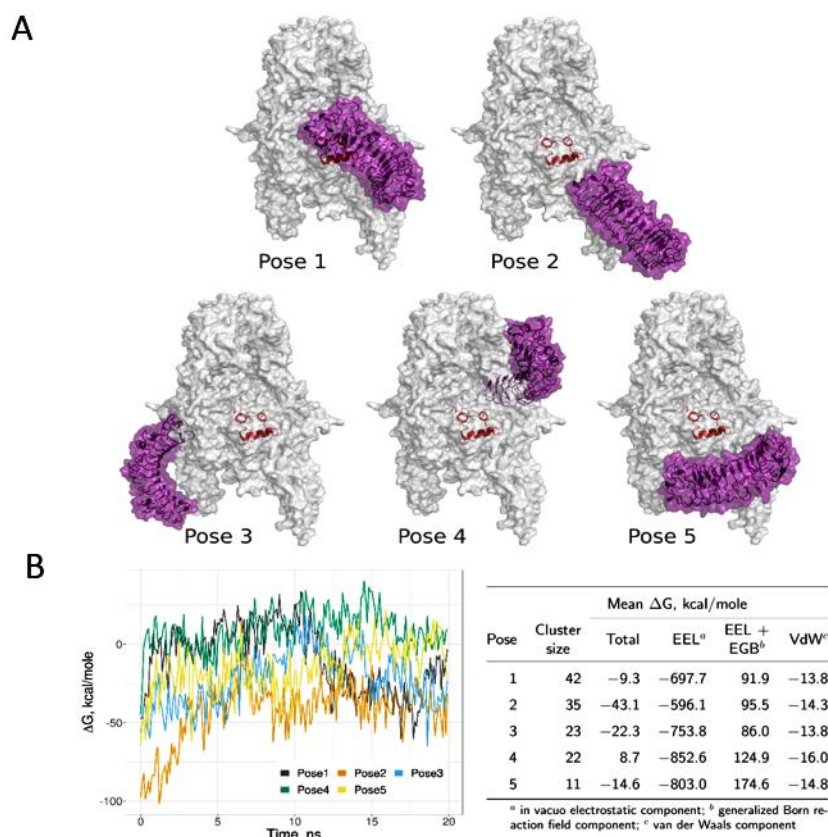 A
Pose 1
Pose 2
Pose 3
Pose 4
Pose 5
B
ΔG, kcal/mole
0
-50
-100
Pose1 Pose2 Pose3
Pose4 Pose5
0 5 10 15 20
Time, ns
Mean ΔG, kcal/mole
Pose Cluster size Total EELᵃ EEL + EGBᵇ VdWᶜ
1 42 −9.3 −697.7 91.9 −13.8
2 35 −43.1 −596.1 95.5 −14.3
3 23 −22.3 −753.8 86.0 −13.8
4 22 8.7 −852.6 124.9 −16.0
5 11 −14.6 −803.0 174.6 −14.8
ᵃ in vacuo electrostatic component; ᵇ generalized Born re-
action field component; ᶜ van der Waals component